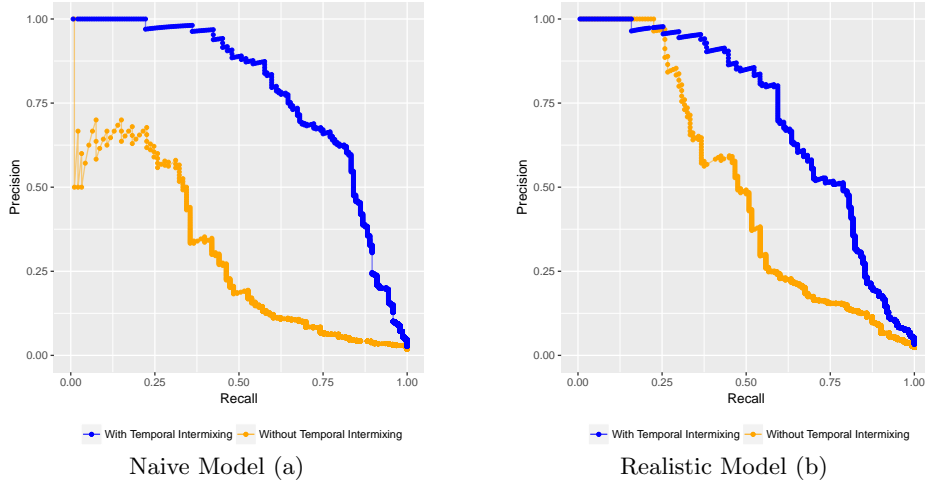 1.00
0.75
0.50
0.25
0.00
Precision
0.00 0.25 0.50 0.75 1.00
Recall
With Temporal Intermixing Without Temporal Intermixing
Naive Model (a)
1.00
0.75
0.50
0.25
0.00
Precision
0.00 0.25 0.50 0.75 1.00
Recall
With Temporal Intermixing Without Temporal Intermixing
Realistic Model (b)